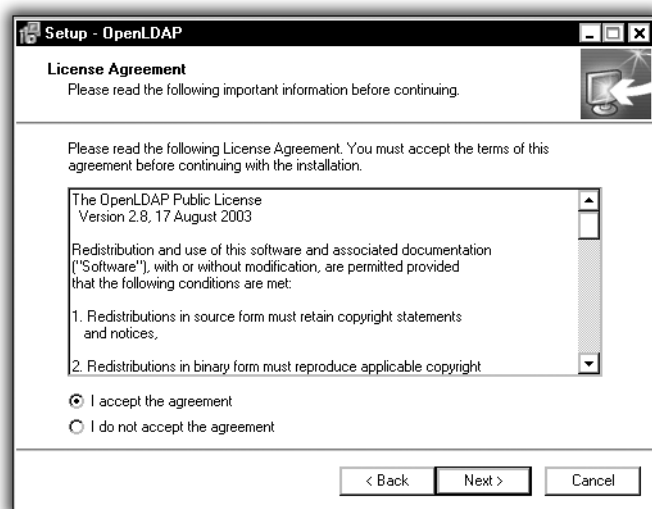 Setup - OpenLDAP
License Agreement
Please read the following important information before continuing.
Please read the following License Agreement. You must accept the terms of this
agreement before continuing with the installation.
The OpenLDAP Public License
Version 2.8, 17 August 2003
Redistribution and use of this software and associated documentation
("Software"), with or without modification, are permitted provided
that the following conditions are met:
1. Redistributions in source form must retain copyright statements
and notices,
2. Redistributions in binary form must reproduce applicable copyright
I accept the agreement
I do not accept the agreement
< Back
Next >
Cancel